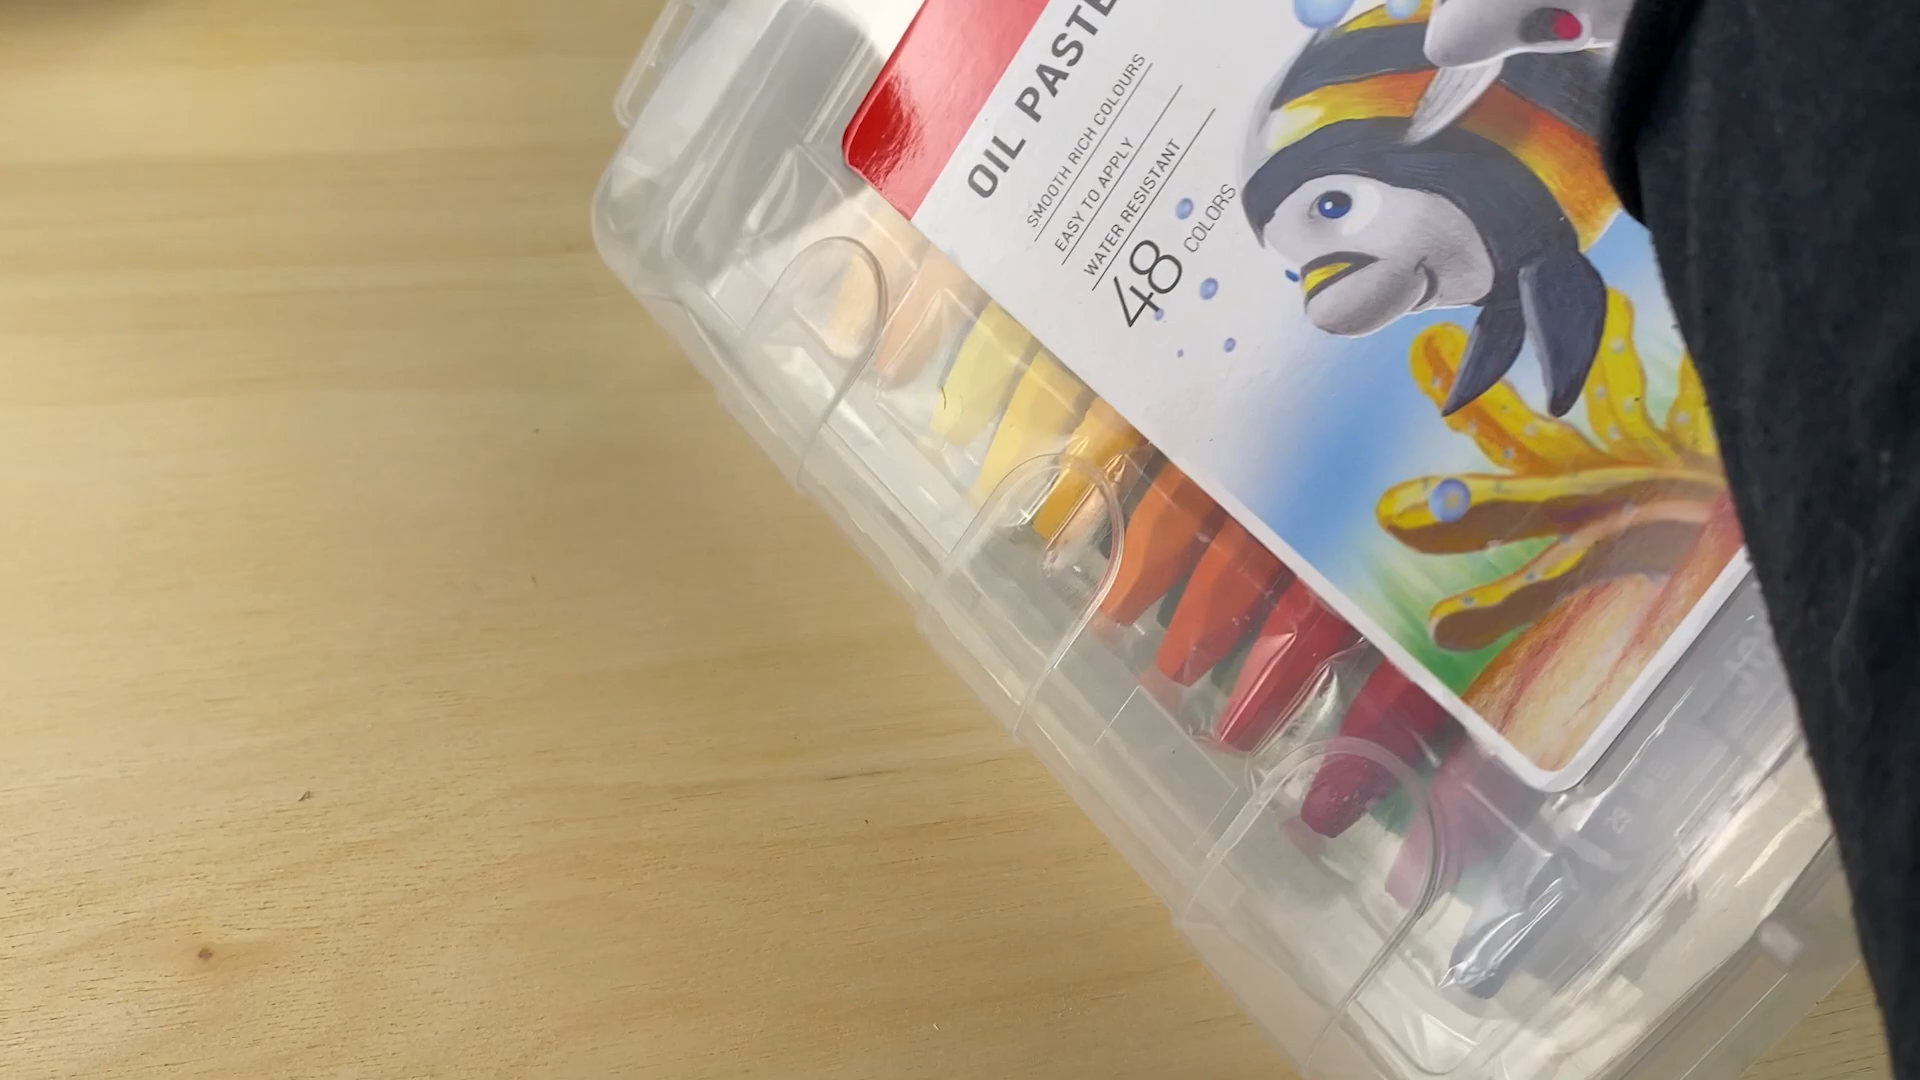 OIL PASTE
SMOOTH RICH COLOURS
EASY TO APPLY
WATER RESISTANT
48 COLORS